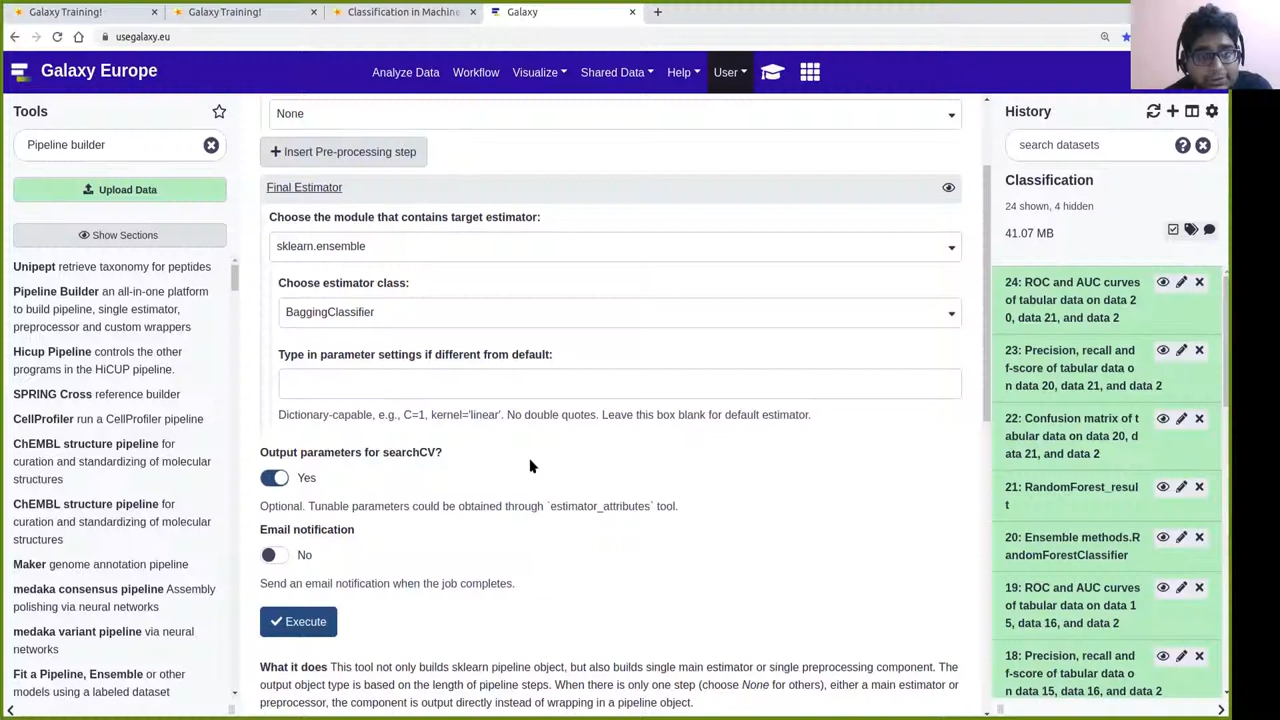 Galaxy Training!
Galaxy Training!
Classification in Machine
Galaxy
usegalaxy.eu
Galaxy Europe
Analyze Data
Workflow
Visualize
Shared Data
Help
User
Tools
Pipeline builder
Upload Data
Show Sections
Unipept retrieve taxonomy for peptides
Pipeline Builder an all-in-one platform
to build pipeline, single estimator,
preprocessor and custom wrappers
Hicup Pipeline controls the other
programs in the HiCUP pipeline.
SPRING Cross reference builder
CellProfiler run a CellProfiler pipeline
ChEMBL structure pipeline for
curation and standardizing of molecular
structures
ChEMBL structure pipeline for
curation and standardizing of molecular
structures
Maker genome annotation pipeline
medaka consensus pipeline Assembly
polishing via neural networks
medaka variant pipeline via neural
networks
Fit a Pipeline, Ensemble or other
models using a labeled dataset
None
Insert Pre-processing step
Final Estimator
Choose the module that contains target estimator:
sklearn.ensemble
Choose estimator class:
BaggingClassifier
Type in parameter settings if different from default:
Dictionary-capable, e.g., C=1, kernel='linear'. No double quotes. Leave this box blank for default estimator.
Output parameters for searchCV?
Yes
Optional. Tunable parameters could be obtained through `estimator_attributes` tool.
Email notification
No
Send an email notification when the job completes.
Execute
What it does This tool not only builds sklearn pipeline object, but also builds single main estimator or single preprocessing component. The
output object type is based on the length of pipeline steps. When there is only one step (choose None for others), either a main estimator or
preprocessor, the component is output directly instead of wrapping in a pipeline object.
History
search datasets
Classification
24 shown, 4 hidden
41.07 MB
24: ROC and AUC curves
of tabular data on data 2
0, data 21, and data 2
23: Precision, recall and
f-score of tabular data o
n data 20, data 21, and data 2
22: Confusion matrix of t
abular data on data 20, d
ata 21, and data 2
21: RandomForest_resul
t
20: Ensemble methods.R
andomForestClassifier
19: ROC and AUC curves
of tabular data on data 1
5, data 16, and data 2
18: Precision, recall and
f-score of tabular data o
n data 15, data 16, and data 2